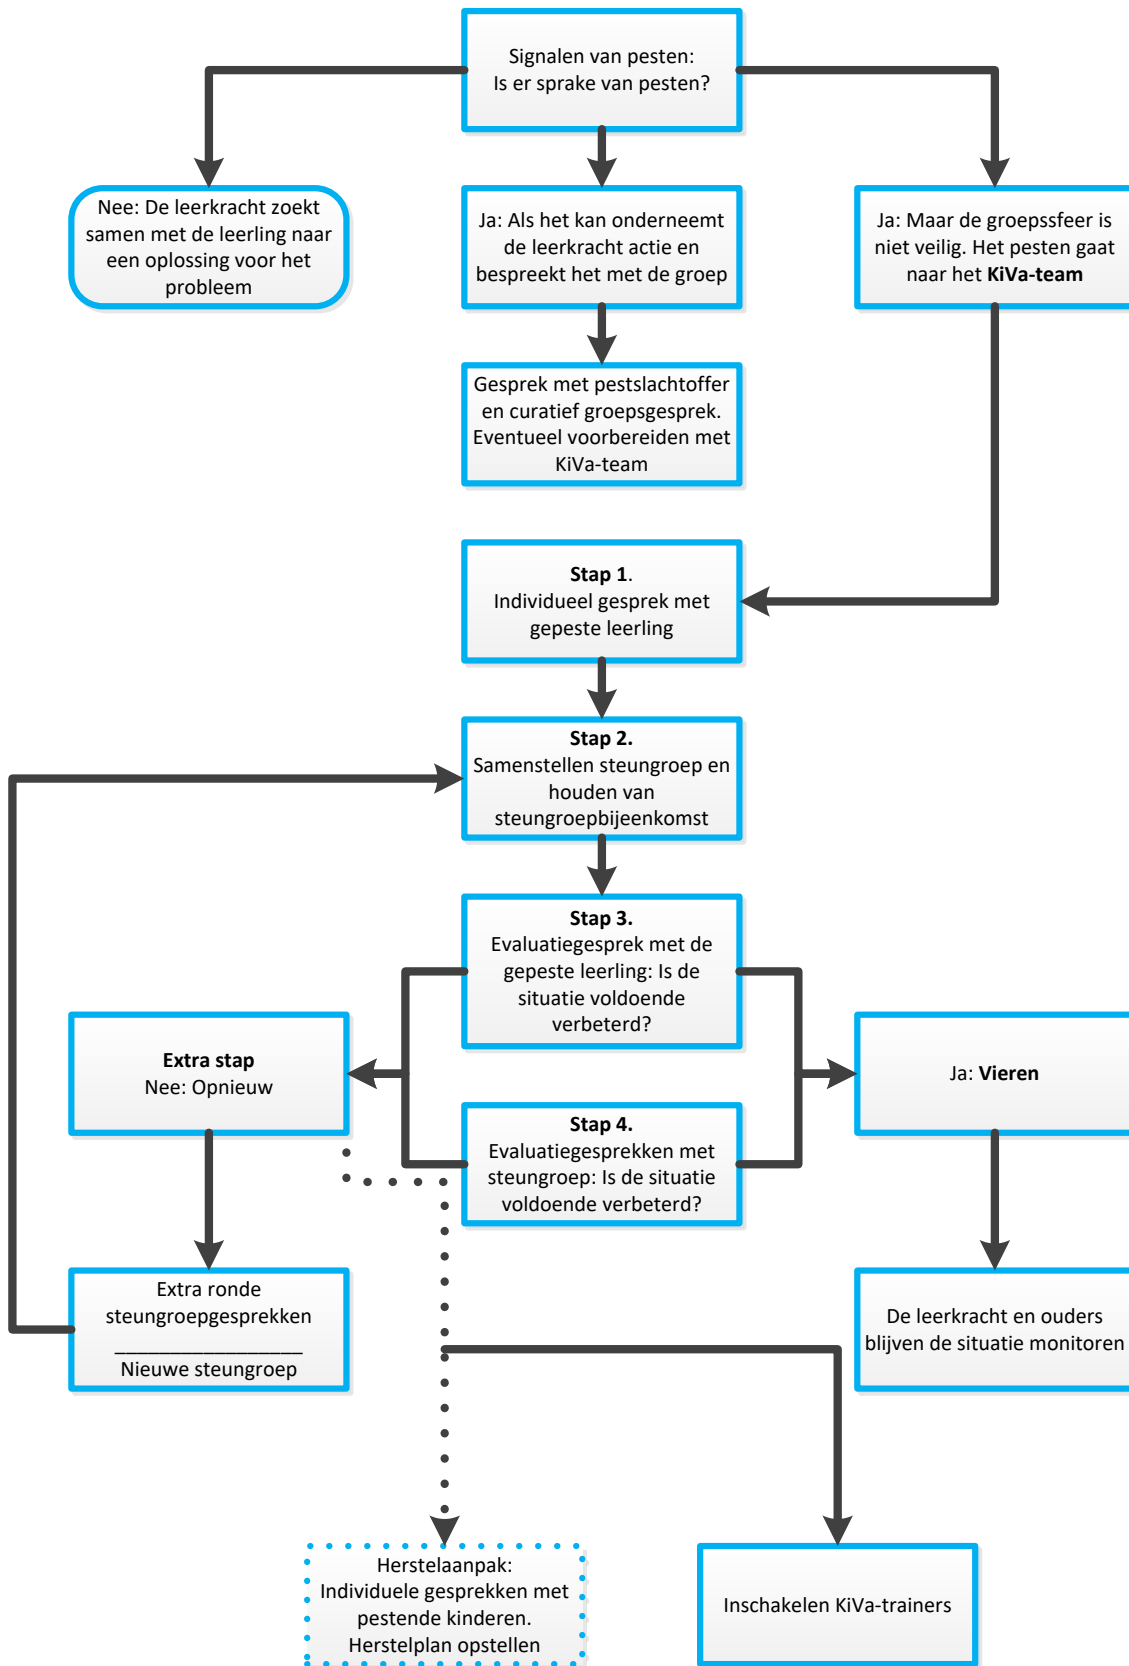 Signalen van pesten:
Is er sprake van pesten?
Nee: De leerkracht zoekt
samen met de leerling naar
een oplossing voor het
probleem
Ja: Als het kan onderneemt
de leerkracht actie en
bespreekt het met de groep
Ja: Maar de groepssfeer is
niet veilig. Het pesten gaat
naar het KiVa-team
Gesprek met pestslachtoffer
en curatief groepsgesprek.
Eventueel voorbereiden met
KiVa-team
Stap 1.
Individueel gesprek met
gepeste leerling
Stap 2.
Samenstellen steungroep en
houden van
steungroepbijeenkomst
Stap 3.
Evaluatiegesprek met de
gepeste leerling: Is de
situatie voldoende
verbeterd?
Extra stap
Nee: Opnieuw
Ja: Vieren
Stap 4.
Evaluatiegesprekken met
steungroep: Is de situatie
voldoende verbeterd?
Extra ronde
steungroepgesprekken
__________________
Nieuwe steungroep
De leerkracht en ouders
blijven de situatie monitoren
Herstelaanpak:
Individuele gesprekken met
pestende kinderen.
Herstelplan opstellen
Inschakelen KiVa-trainers